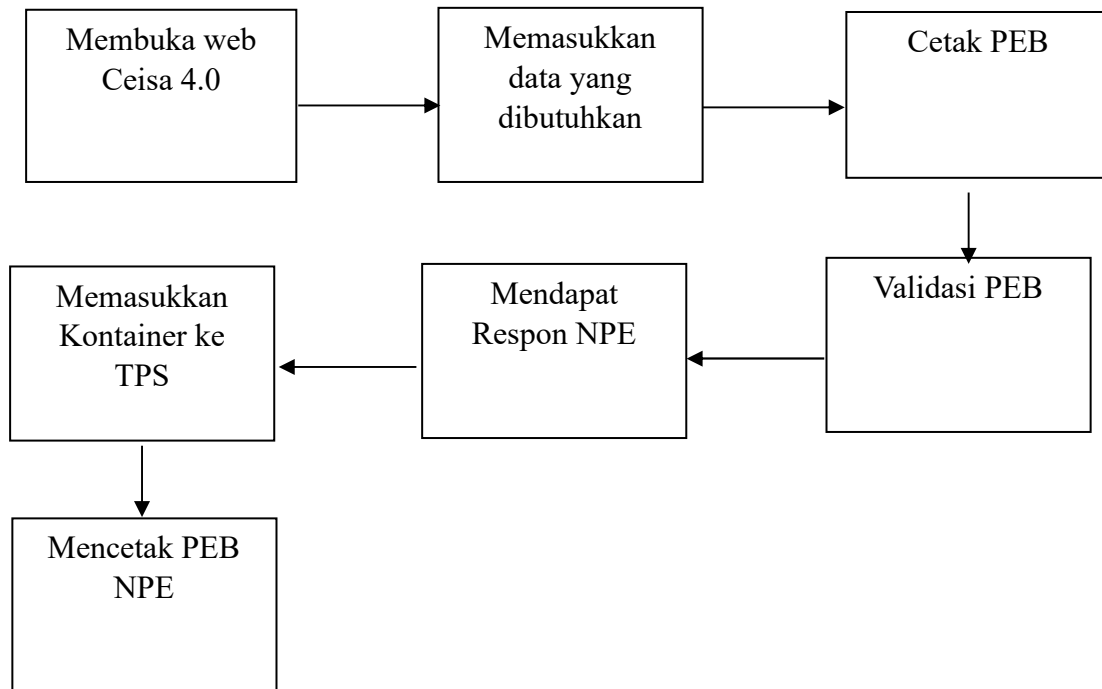 Membuka web
Ceisa 4.0
Memasukkan
data yang
dibutuhkan
Cetak PEB
Validasi PEB
Mendapat
Respon NPE
Memasukkan
Kontainer ke
TPS
Mencetak PEB
NPE